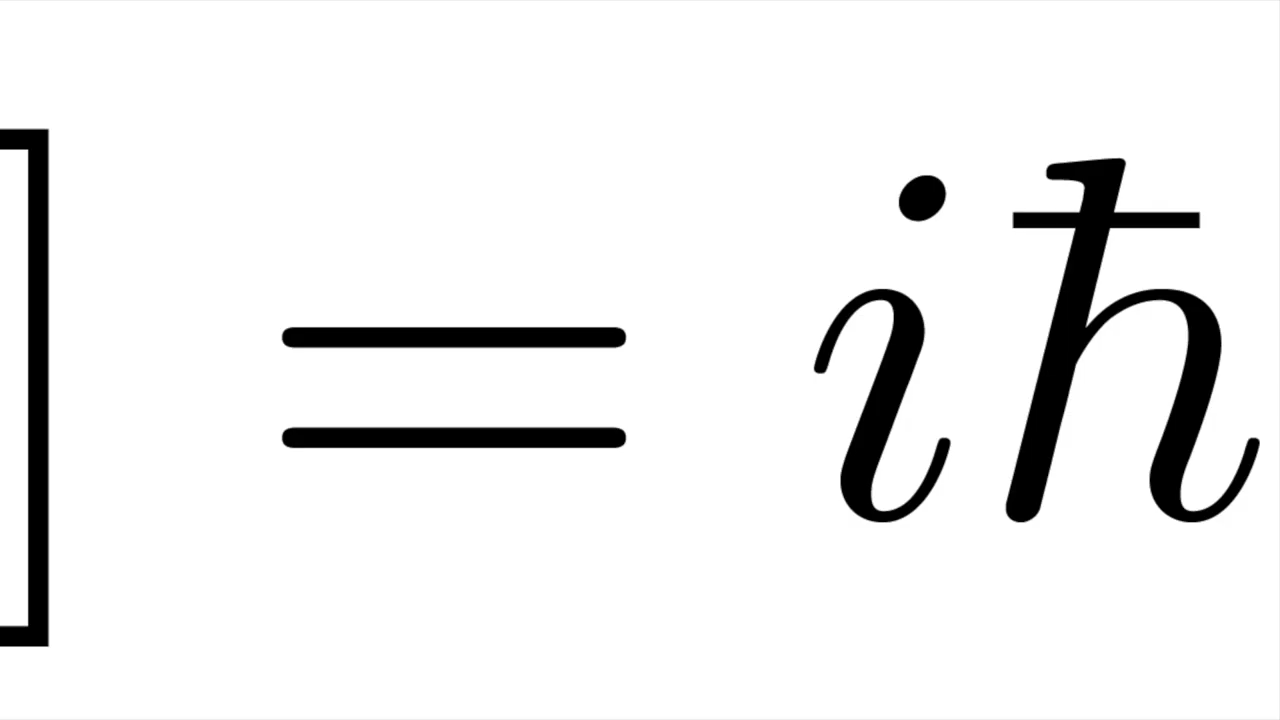 ] = iħ